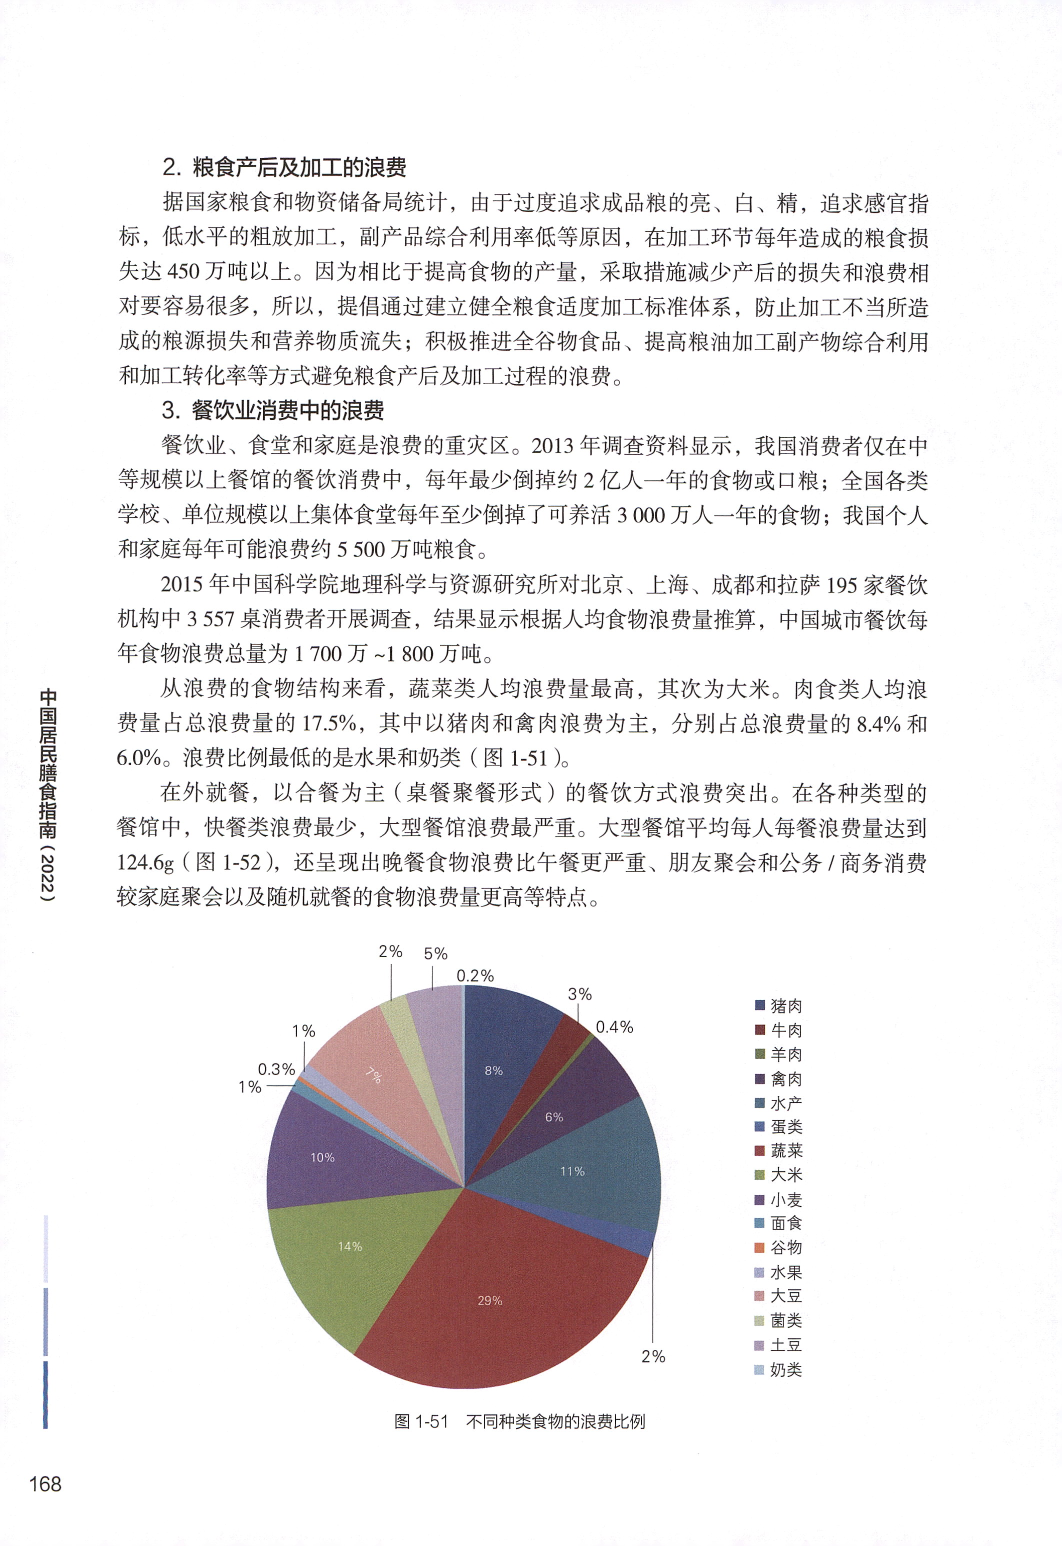 2. 粮食产后及加工的浪费
据国家粮食和物资储备局统计，由于过度追求成品粮的亮、白、精，追求感官指
标，低水平的粗放加工，副产品综合利用率低等原因，在加工环节每年造成的粮食损
失达 450 万吨以上。因为相比于提高食物的产量，采取措施减少产后的损失和浪费相
对要容易很多，所以，提倡通过建立健全粮食适度加工标准体系，防止加工不当所造
成的粮源损失和营养物质流失；积极推进全谷物食品、提高粮油加工副产物综合利用
和加工转化率等方式避免粮食产后及加工过程的浪费。
3. 餐饮业消费中的浪费
餐饮业、食堂和家庭是浪费的重灾区。2013 年调查资料显示，我国消费者仅在中
等规模以上餐馆的餐饮消费中，每年最少倒掉约 2 亿人一年的食物或口粮；全国各类
学校、单位规模以上集体食堂每年至少倒掉了可养活 3 000 万人一年的食物；我国个人
和家庭每年可能浪费约 5 500 万吨粮食。
2015 年中国科学院地理科学与资源研究所对北京、上海、成都和拉萨 195 家餐饮
机构中 3 557 桌消费者开展调查，结果显示根据人均食物浪费量推算，中国城市餐饮每
年食物浪费总量为 1 700 万 ~1 800 万吨。
从浪费的食物结构来看，蔬菜类人均浪费量最高，其次为大米。肉食类人均浪
费量占总浪费量的 17.5%，其中以猪肉和禽肉浪费为主，分别占总浪费量的 8.4% 和
6.0%。浪费比例最低的是水果和奶类（图 1-51）。
在外就餐，以合餐为主（桌餐聚餐形式）的餐饮方式浪费突出。在各种类型的
餐馆中，快餐类浪费最少，大型餐馆浪费最严重。大型餐馆平均每人每餐浪费量达到
124.6g（图 1-52），还呈现出晚餐食物浪费比午餐更严重、朋友聚会和公务 / 商务消费
较家庭聚会以及随机就餐的食物浪费量更高等特点。
中国居民膳食指南（2022）
2%
5%
0.2%
3%
0.4%
1%
0.3%
1%
7%
8%
6%
10%
11%
14%
29%
2%
猪肉
牛肉
羊肉
禽肉
水产
蛋类
蔬菜
大米
小麦
面食
谷物
水果
大豆
菌类
土豆
奶类
图 1-51 不同种类食物的浪费比例
168